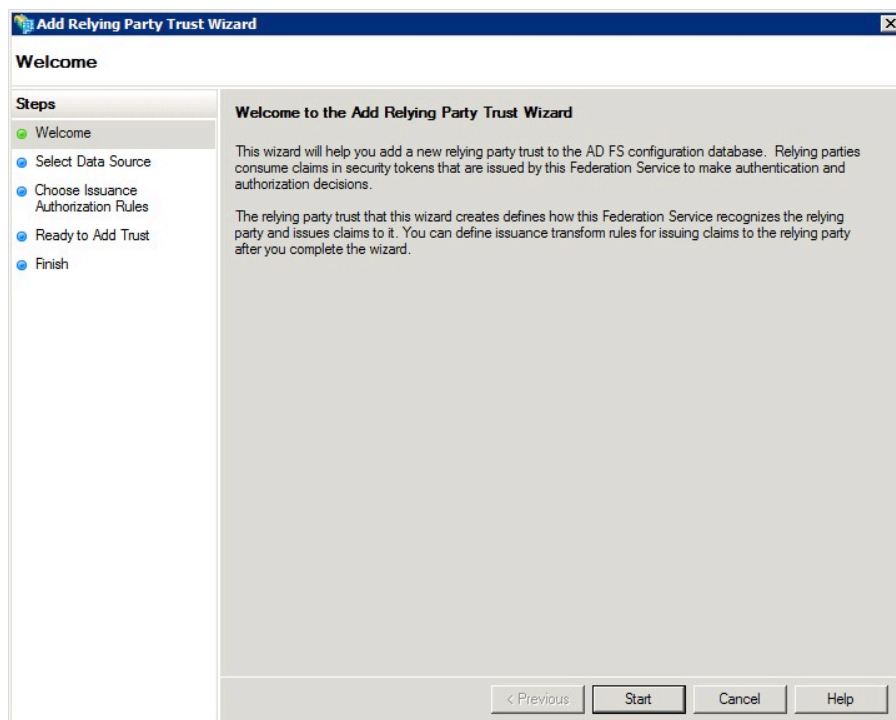 Add Relying Party Trust Wizard
Welcome
Steps
Welcome
Select Data Source
Choose Issuance
Authorization Rules
Ready to Add Trust
Finish
Welcome to the Add Relying Party Trust Wizard
This wizard will help you add a new relying party trust to the AD FS configuration database. Relying parties
consume claims in security tokens that are issued by this Federation Service to make authentication and
authorization decisions.
The relying party trust that this wizard creates defines how this Federation Service recognizes the relying
party and issues claims to it. You can define issuance transform rules for issuing claims to the relying party
after you complete the wizard.
< Previous
Start
Cancel
Help